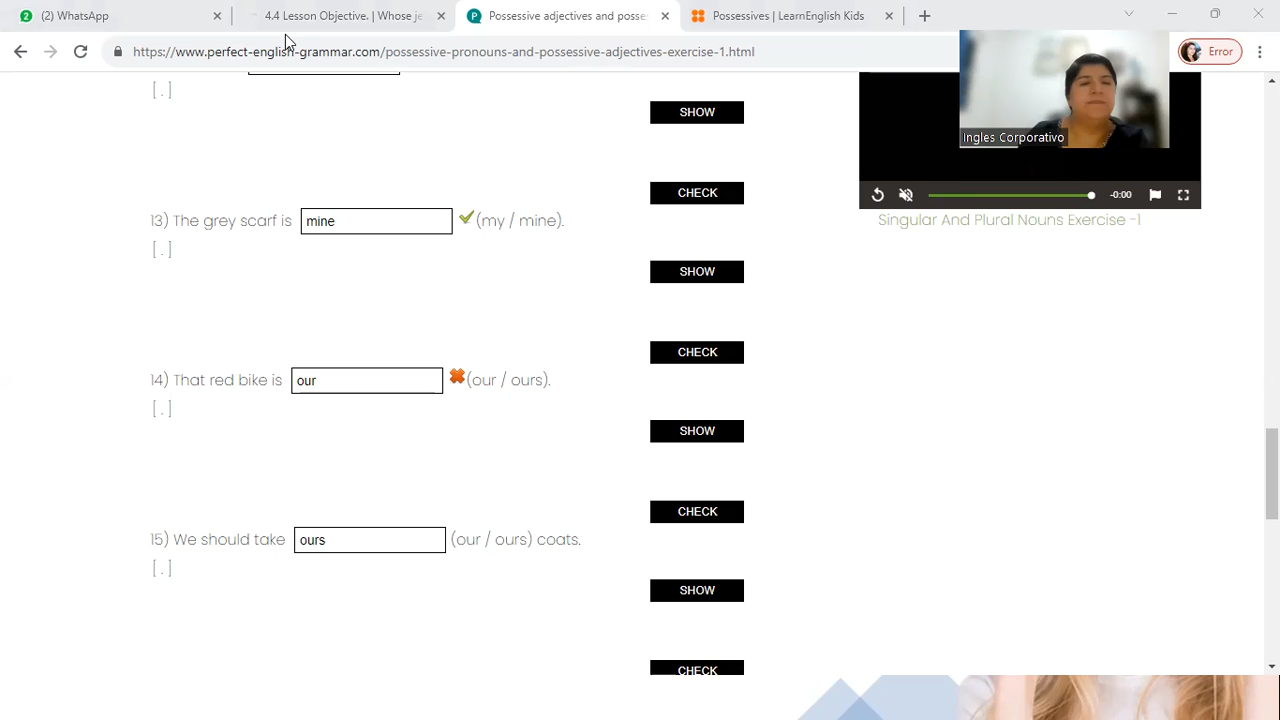 (2) WhatsApp
4.4 Lesson Objective. | Whose je
Possessive adjectives and posse
Possessives | LearnEnglish Kids
https://www.perfect-english-grammar.com/possessive-pronouns-and-possessive-adjectives-exercise-1.html
Error
[ . ]
SHOW
Ingles Corporativo
CHECK
-0:00
13) The grey scarf is mine (my / mine).
Singular And Plural Nouns Exercise -1
[ . ]
SHOW
CHECK
14) That red bike is our (our / ours).
[ . ]
SHOW
CHECK
15) We should take ours (our / ours) coats.
[ . ]
SHOW
CHECK